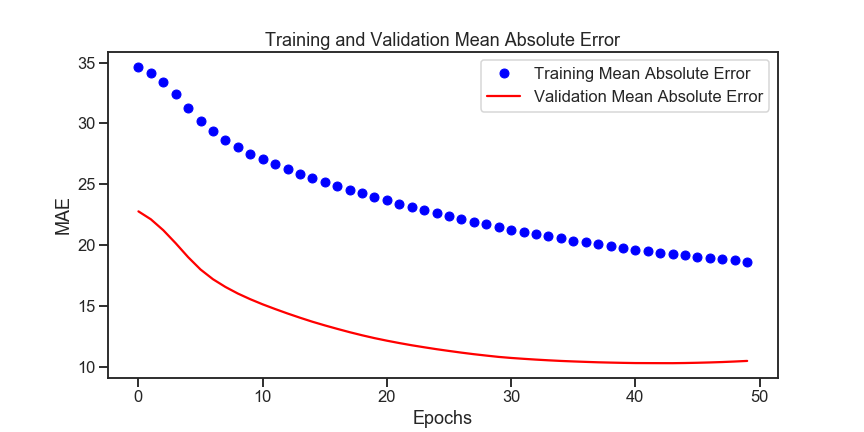 Training and Validation Mean Absolute Error
35
30
25
20
15
10
MAE
Training Mean Absolute Error
Validation Mean Absolute Error
0 10 20 30 40 50
Epochs